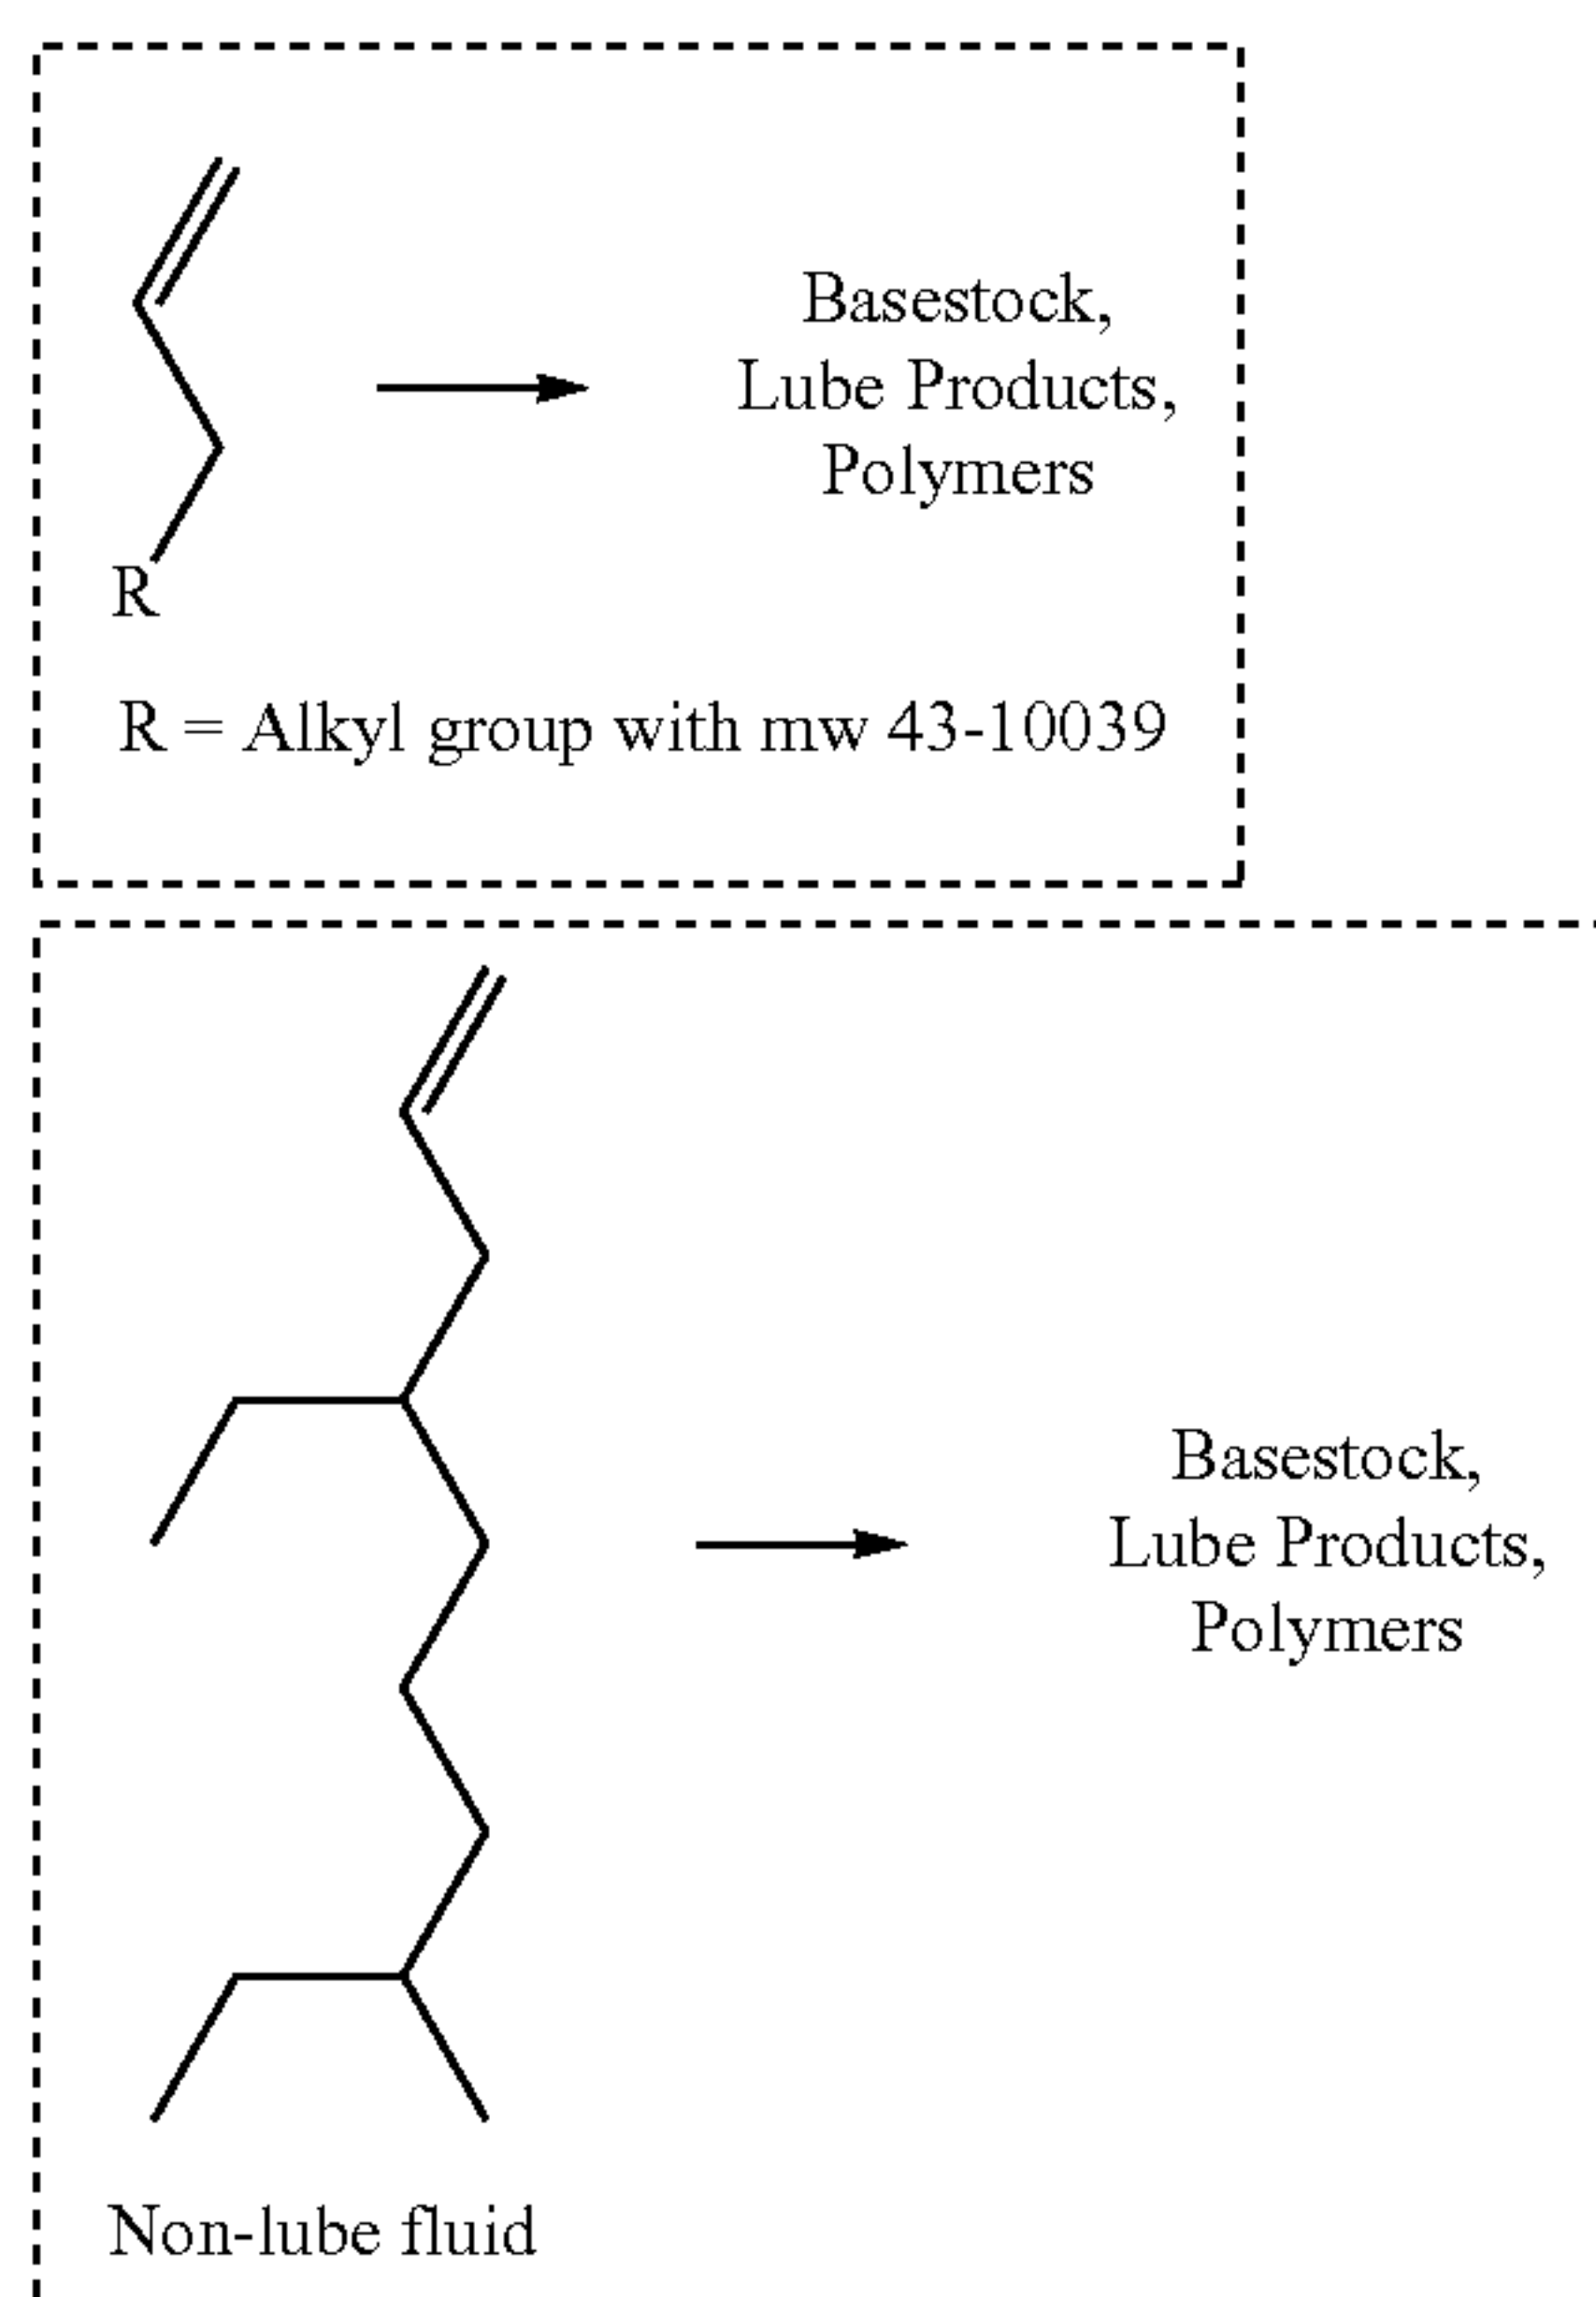 Basestock,
Lube Products,
Polymers
R
R = Alkyl group with mw 43-10039
Basestock,
Lube Products,
Polymers
Non-lube fluid